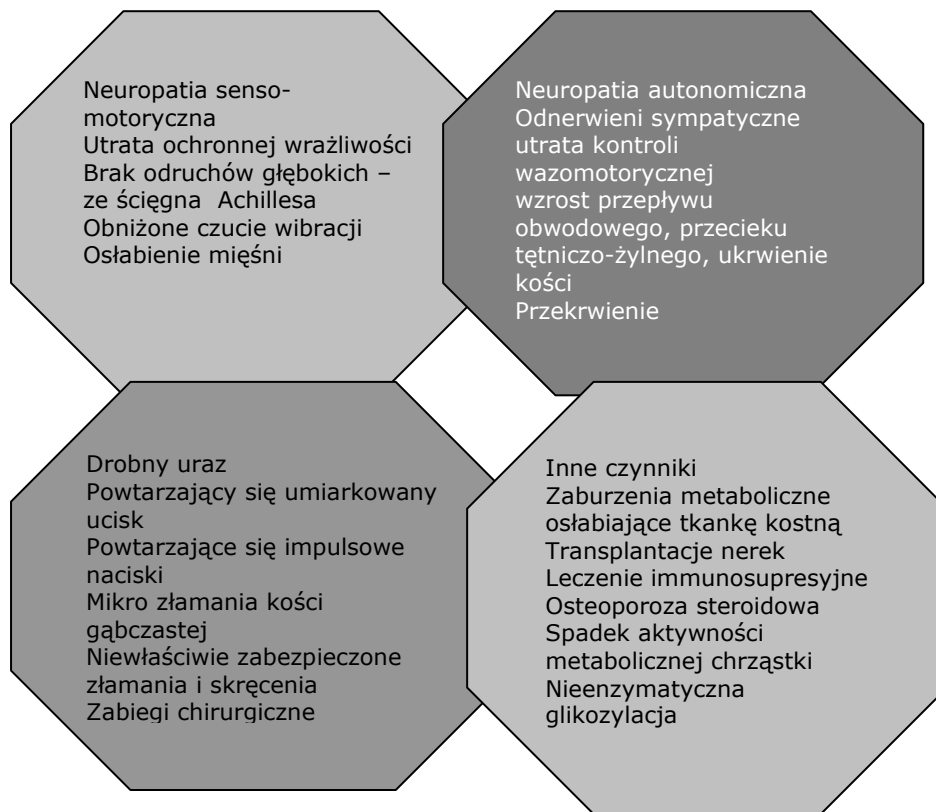 Neuropatia senso-
motoryczna
Utrata ochronnej wrażliwości
Brak odruchów głębokich –
ze ścięgna Achillesa
Obniżone czucie wibracji
Osłabienie mięśni
Neuropatia autonomiczna
Odnerwieni sympatyczne
utrata kontroli
wazomotorycznej
wzrost przepływu
obwodowego, przecieku
tętniczo-żylnego, ukrwienie
kości
Przekrwienie
Drobny uraz
Powtarzający się umiarkowany
ucisk
Powtarzające się impulsowe
naciski
Mikro złamania kości
gąbczastej
Niewłaściwie zabezpieczone
złamania i skręcenia
Zabiegi chirurgiczne
Inne czynniki
Zaburzenia metaboliczne
osłabiające tkankę kostną
Transplantacje nerek
Leczenie immunosupresyjne
Osteoporoza steroidowa
Spadek aktywności
metabolicznej chrząstki
Nieenzymatyczna
glikozylacja